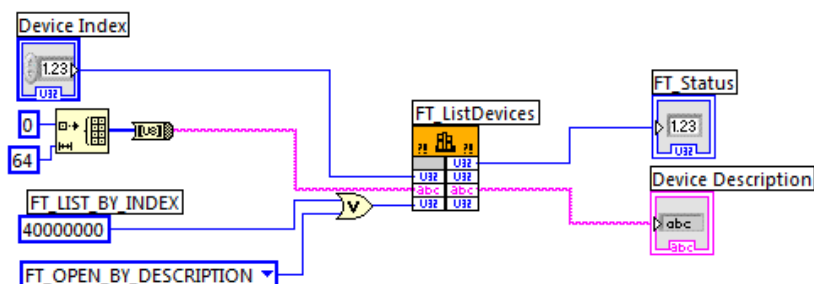 Device Index
1.23
U32
0
64
[U8]
FT_LIST_BY_INDEX
40000000
V
FT_OPEN_BY_DESCRIPTION
FT_ListDevices
?! ?!
U32
U32 U32
abc abc
U32 U32
FT_Status
1.23
U32
Device Description
abc
abc